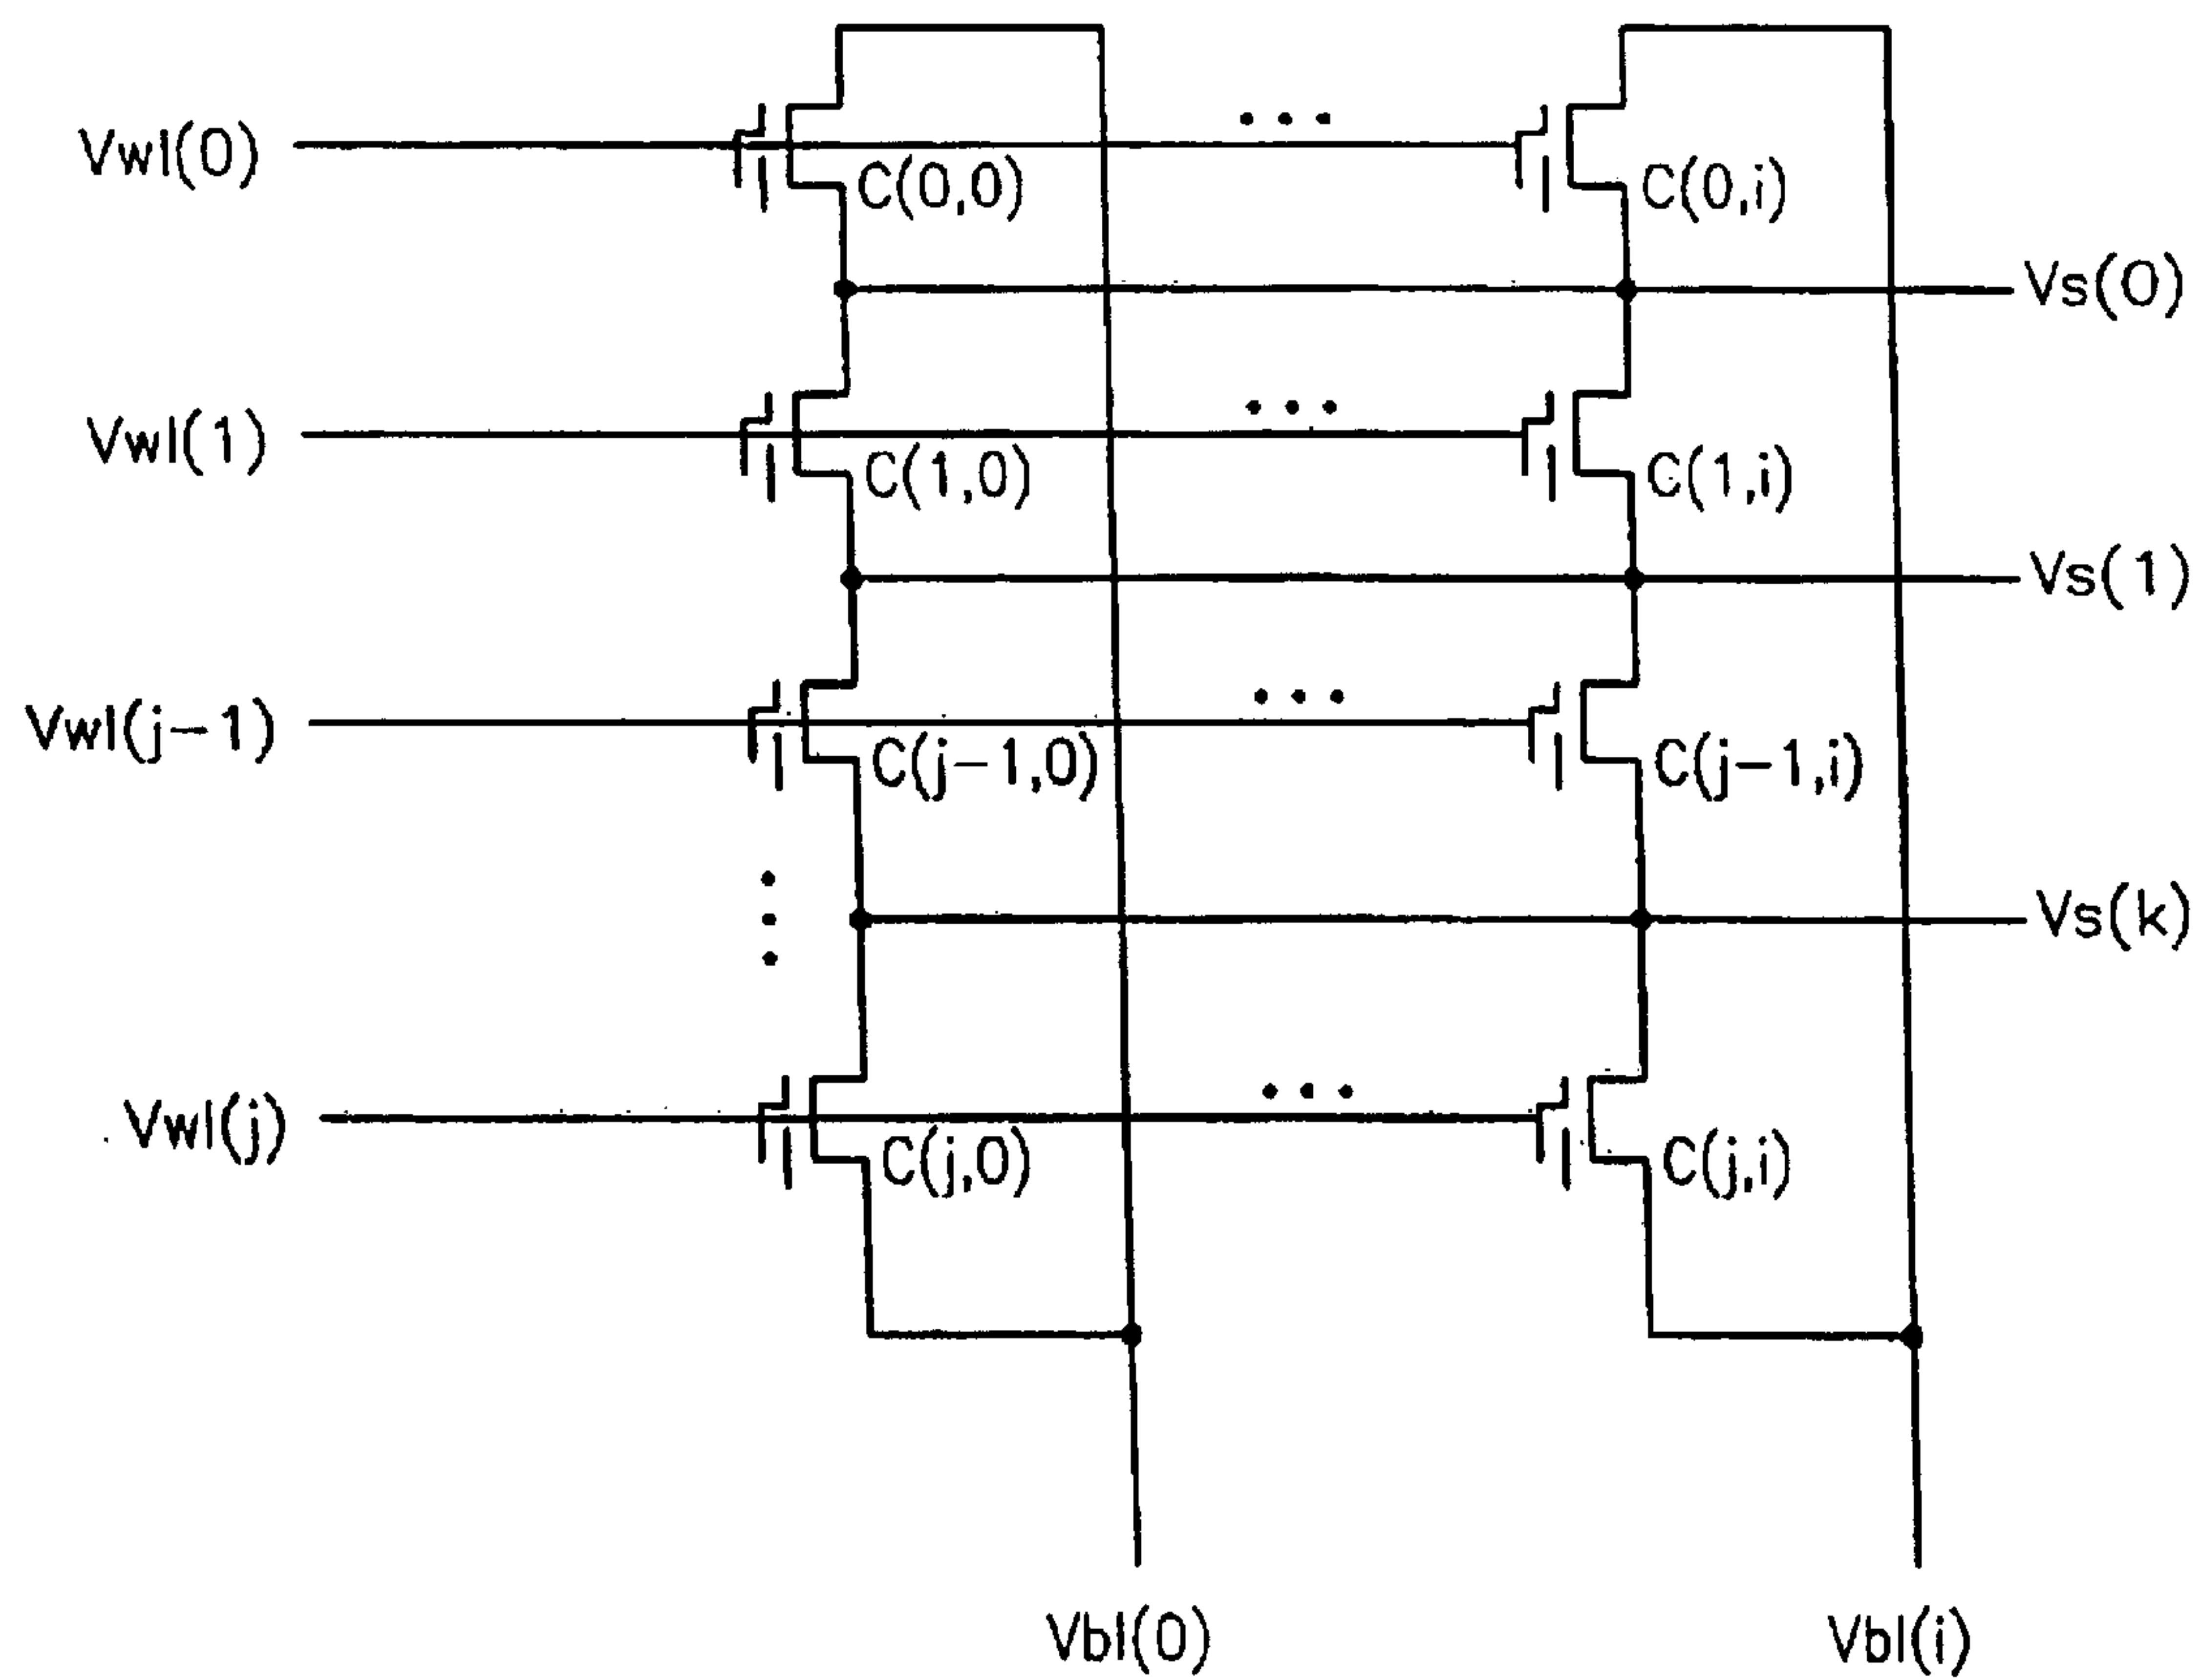 Vwl(0)
C(0,0)
C(0,i)
Vs(0)
Vwl(1)
C(1,0)
C(1,i)
Vs(1)
Vwl(j-1)
C(j-1,0)
C(j-1,i)
Vs(k)
Vwl(j)
C(j,0)
C(j,i)
Vbl(0)
Vbl(i)